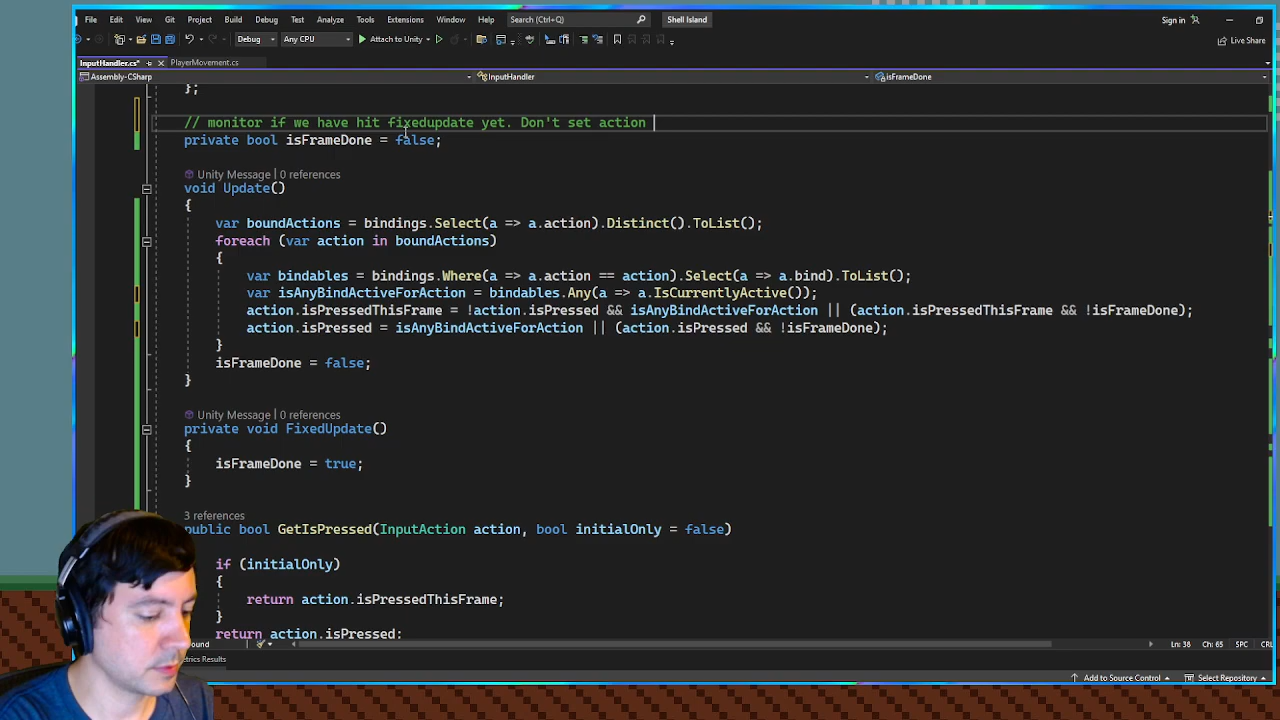 File Edit View Git Project Build Debug Test Analyze Tools Extensions Window Help Search (Ctrl+Q) Shell Island Sign in
Debug Any CPU Attach to Unity Live Share
InputHandler.cs* PlayerMovement.cs
Assembly-CSharp InputHandler isFrameDone
};
// monitor if we have hit fixedupdate yet. Don't set action
private bool isFrameDone = false;
Unity Message | 0 references
void Update()
{
var boundActions = bindings.Select(a => a.action).Distinct().ToList();
foreach (var action in boundActions)
{
var bindables = bindings.Where(a => a.action == action).Select(a => a.bind).ToList();
var isAnyBindActiveForAction = bindables.Any(a => a.IsCurrentlyActive());
action.isPressedThisFrame = !action.isPressed && isAnyBindActiveForAction || (action.isPressedThisFrame && !isFrameDone);
action.isPressed = isAnyBindActiveForAction || (action.isPressed && !isFrameDone);
}
isFrameDone = false;
}
Unity Message | 0 references
private void FixedUpdate()
{
isFrameDone = true;
}
3 references
public bool GetIsPressed(InputAction action, bool initialOnly = false)
if (initialOnly)
{
return action.isPressedThisFrame;
}
return action.isPressed;
Ln: 38 Ch: 65 SPC
Results
Add to Source Control Select Repository